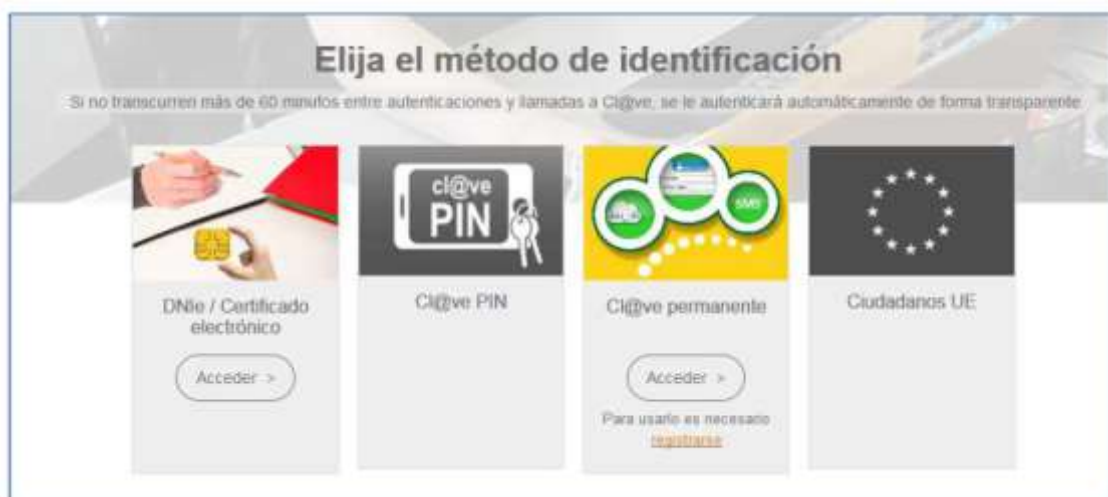 Elija el método de identificación
Si no transcurren más de 60 minutos entre autenticaciones y llamadas a Cl@ve, se le autenticará automáticamente de forma transparente
cl@ve
PIN
SMS
DNIe / Certificado
electrónico
Acceder >
Cl@ve PIN
Cl@ve permanente
Acceder >
Para usarlo es necesario
registrarse
Ciudadanos UE